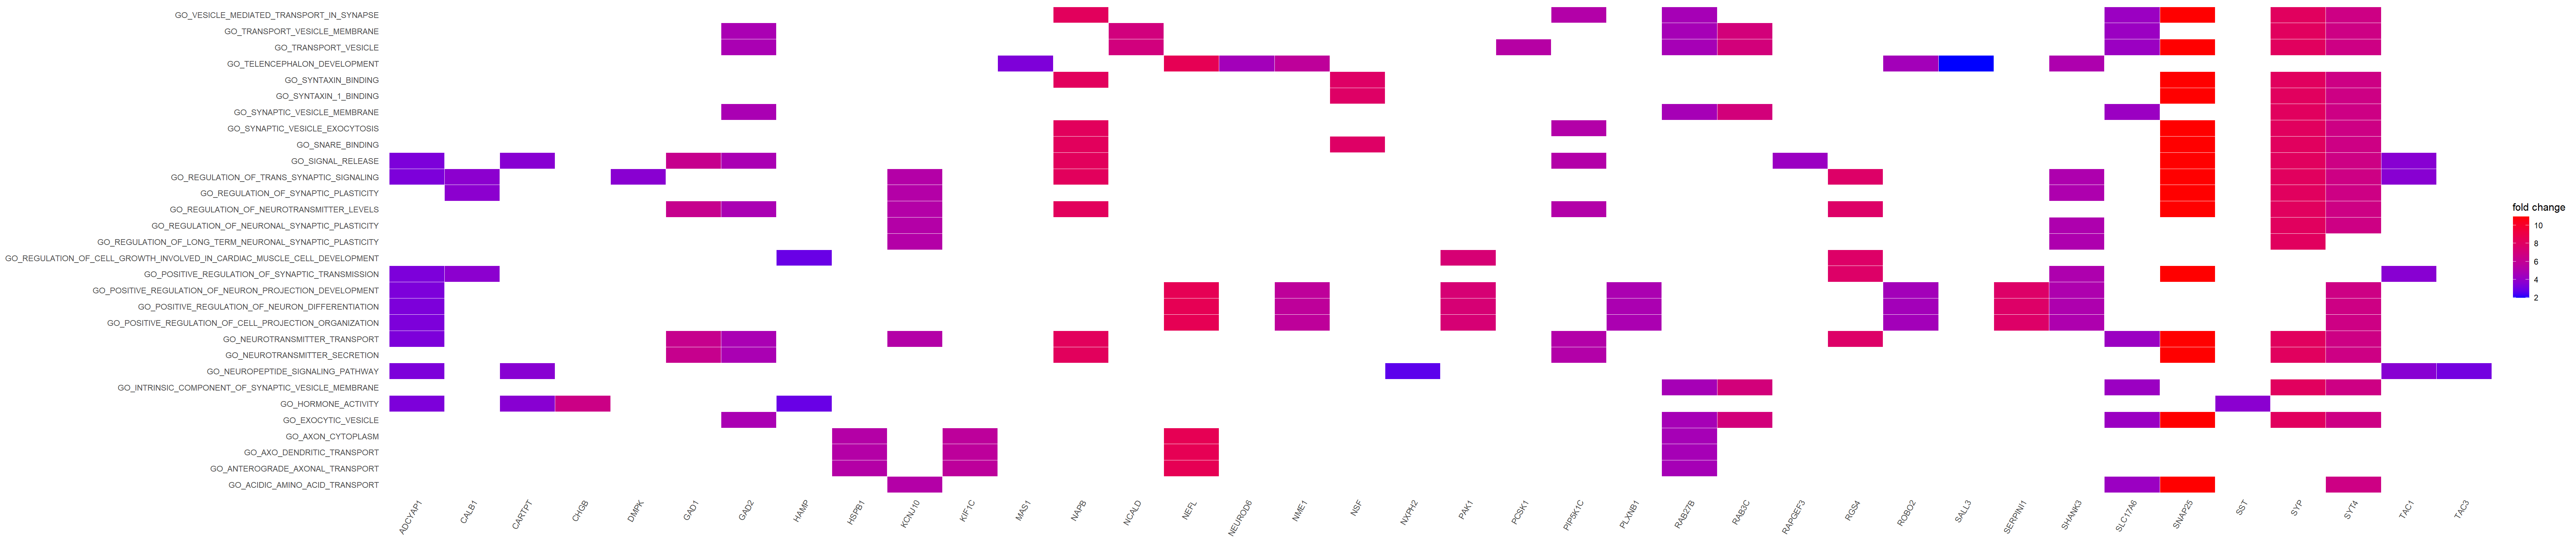 GO_VESICLE_MEDIATED_TRANSPORT_IN_SYNAPSE
GO_TRANSPORT_VESICLE_MEMBRANE
GO_TRANSPORT_VESICLE
GO_TELENCEPHALON_DEVELOPMENT
GO_SYNTAXIN_BINDING
GO_SYNTAXIN_1_BINDING
GO_SYNAPTIC_VESICLE_MEMBRANE
GO_SYNAPTIC_VESICLE_EXOCYTOSIS
GO_SNARE_BINDING
GO_SIGNAL_RELEASE
GO_REGULATION_OF_TRANS_SYNAPTIC_SIGNALING
GO_REGULATION_OF_SYNAPTIC_PLASTICITY
GO_REGULATION_OF_NEUROTRANSMITTER_LEVELS
GO_REGULATION_OF_NEURONAL_SYNAPTIC_PLASTICITY
GO_REGULATION_OF_LONG_TERM_NEURONAL_SYNAPTIC_PLASTICITY
GO_REGULATION_OF_CELL_GROWTH_INVOLVED_IN_CARDIAC_MUSCLE_CELL_DEVELOPMENT
GO_POSITIVE_REGULATION_OF_SYNAPTIC_TRANSMISSION
GO_POSITIVE_REGULATION_OF_NEURON_PROJECTION_DEVELOPMENT
GO_POSITIVE_REGULATION_OF_NEURON_DIFFERENTIATION
GO_POSITIVE_REGULATION_OF_CELL_PROJECTION_ORGANIZATION
GO_NEUROTRANSMITTER_TRANSPORT
GO_NEUROTRANSMITTER_SECRETION
GO_NEUROPEPTIDE_SIGNALING_PATHWAY
GO_INTRINSIC_COMPONENT_OF_SYNAPTIC_VESICLE_MEMBRANE
GO_HORMONE_ACTIVITY
GO_EXOCYTIC_VESICLE
GO_AXON_CYTOPLASM
GO_AXO_DENDRITIC_TRANSPORT
GO_ANTEROGRADE_AXONAL_TRANSPORT
GO_ACIDIC_AMINO_ACID_TRANSPORT
ADCYAP1
CALB1
CARTPT
CHGB
DMPK
GAD1
GAD2
HAMP
HSPB1
KCNJ10
KIF1C
MAS1
NAPB
NCALD
NEFL
NEUROD6
NME1
NSF
NXPH2
PAK1
PCSK1
PIP5K1C
PLXNB1
RAB27B
RAB3C
RAPGEF3
RGS4
ROBO2
SALL3
SERPINI1
SHANK3
SLC17A6
SNAP25
SST
SYP
SYT4
TAC1
TAC3
fold change
10
8
6
4
2